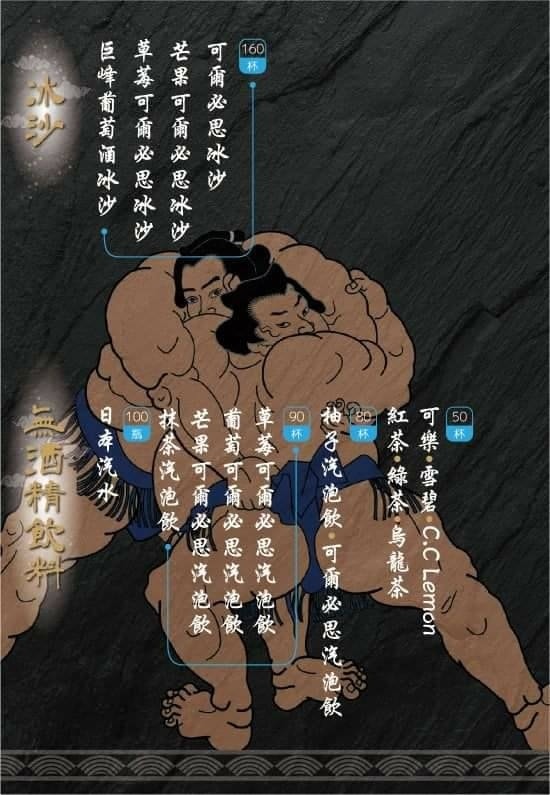 冰沙
160
杯
可爾必思冰沙
芒果可爾必思冰沙
草莓可爾必思冰沙
巨峰葡萄酒冰沙
無酒精飲料
50
杯
可樂•雪碧•C.C Lemon
紅茶•綠茶•烏龍茶
80
杯
柚子汽泡飲•可爾必思汽泡飲
90
杯
草莓可爾必思汽泡飲
葡萄可爾必思汽泡飲
芒果可爾必思汽泡飲
抹茶汽泡飲
100
瓶
日本汽水